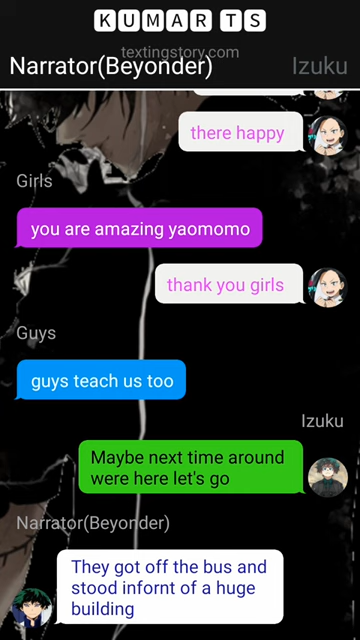 KUMAR TS
textingstory.com
Narrator(Beyonder) Izuku
there happy
Girls
you are amazing yaomomo
thank you girls
Guys
guys teach us too
Izuku
Maybe next time around
were here let's go
Narrator(Beyonder)
They got off the bus and
stood infornt of a huge
building